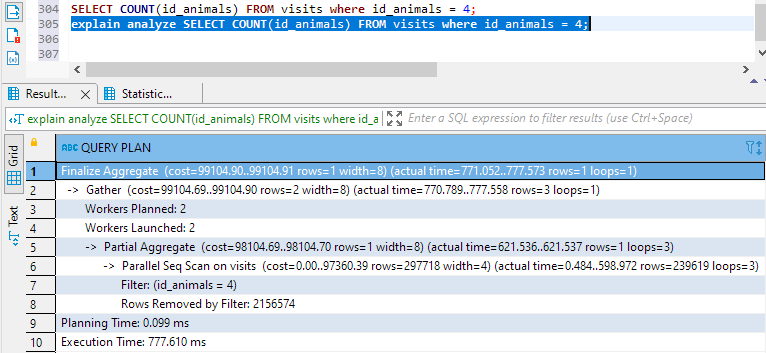 304 SELECT COUNT(id_animals) FROM visits where id_animals = 4;
305 explain analyze SELECT COUNT(id_animals) FROM visits where id_animals = 4;
306
307
Result... Statistic...
explain analyze SELECT COUNT(id_animals) FROM visits where id_a Enter a SQL expression to filter results (use Ctrl+Space)
Grid
Text
ABC QUERY PLAN
1 Finalize Aggregate (cost=99104.90..99104.91 rows=1 width=8) (actual time=771.052..777.573 rows=1 loops=1)
2 -> Gather (cost=99104.69..99104.90 rows=2 width=8) (actual time=770.789..777.558 rows=3 loops=1)
3 Workers Planned: 2
4 Workers Launched: 2
5 -> Partial Aggregate (cost=98104.69..98104.70 rows=1 width=8) (actual time=621.536..621.537 rows=1 loops=3)
6 -> Parallel Seq Scan on visits (cost=0.00..97360.39 rows=297718 width=4) (actual time=0.484..598.972 rows=239619 loops=3)
7 Filter: (id_animals = 4)
8 Rows Removed by Filter: 2156574
9 Planning Time: 0.099 ms
10 Execution Time: 777.610 ms